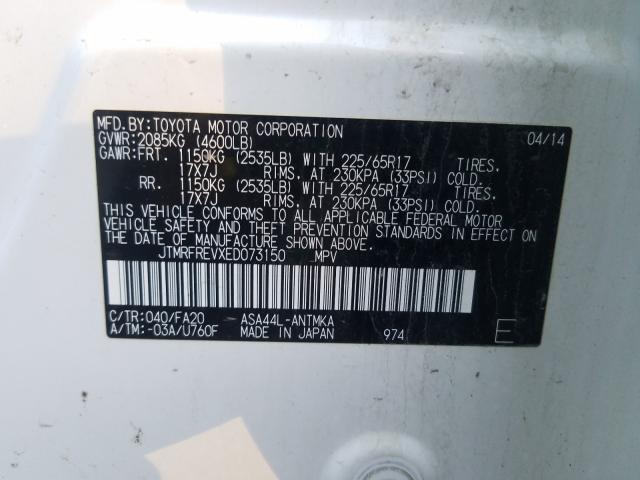 MFD.BY:TOYOTA MOTOR CORPORATION 04/14
GVWR:2085KG (4600LB)
GAWR:FRT. 1150KG (2535LB) WITH 225/65R17 TIRES,
17X7J RIMS, AT 230KPA (33PSI) COLD.
RR. 1150KG (2535LB) WITH 225/65R17 TIRES,
17X7J RIMS, AT 230KPA (33PSI) COLD.
THIS VEHICLE CONFORMS TO ALL APPLICABLE FEDERAL MOTOR
VEHICLE SAFETY AND THEFT PREVENTION STANDARDS IN EFFECT
ON THE DATE OF MANUFACTURE SHOWN ABOVE.
JTMRFREVXED073150 MPV
C/TR:040/FA20 ASA44L-ANTMKA
A/TM:-03A/U760F MADE IN JAPAN 974 E